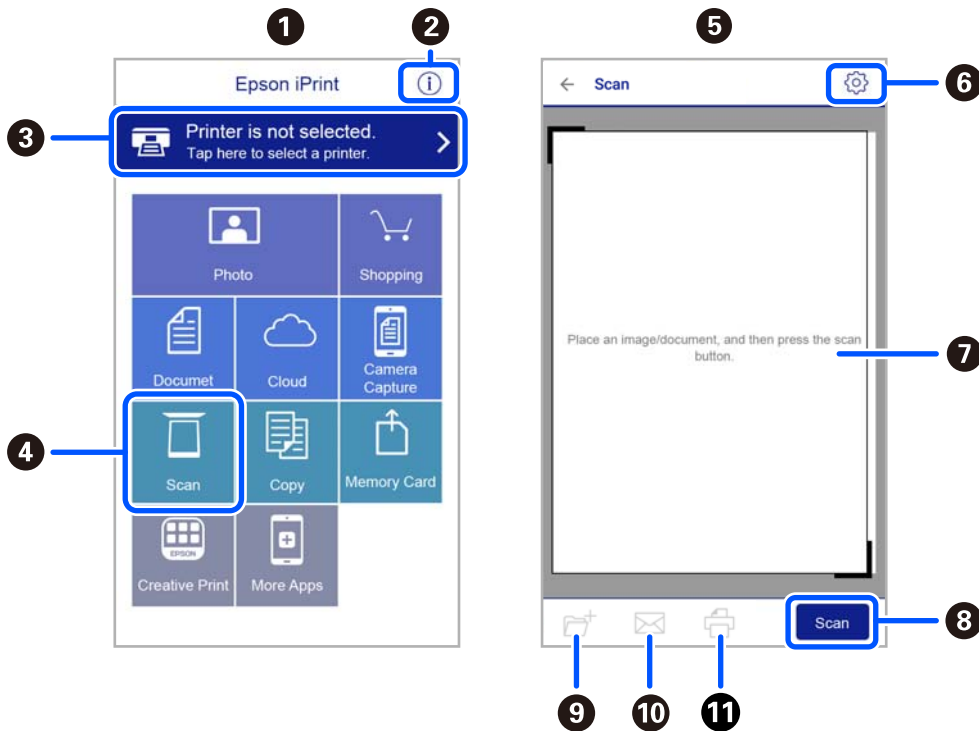 1
2
5
Epson iPrint
i
Scan
6
3
Printer is not selected.
Tap here to select a printer.
Photo
Shopping
Place an image/document, and then press the scan
button.
7
Documet
Cloud
Camera
Capture
4
Scan
Copy
Memory Card
EPSON
Creative Print
More Apps
Scan
8
9
10
11